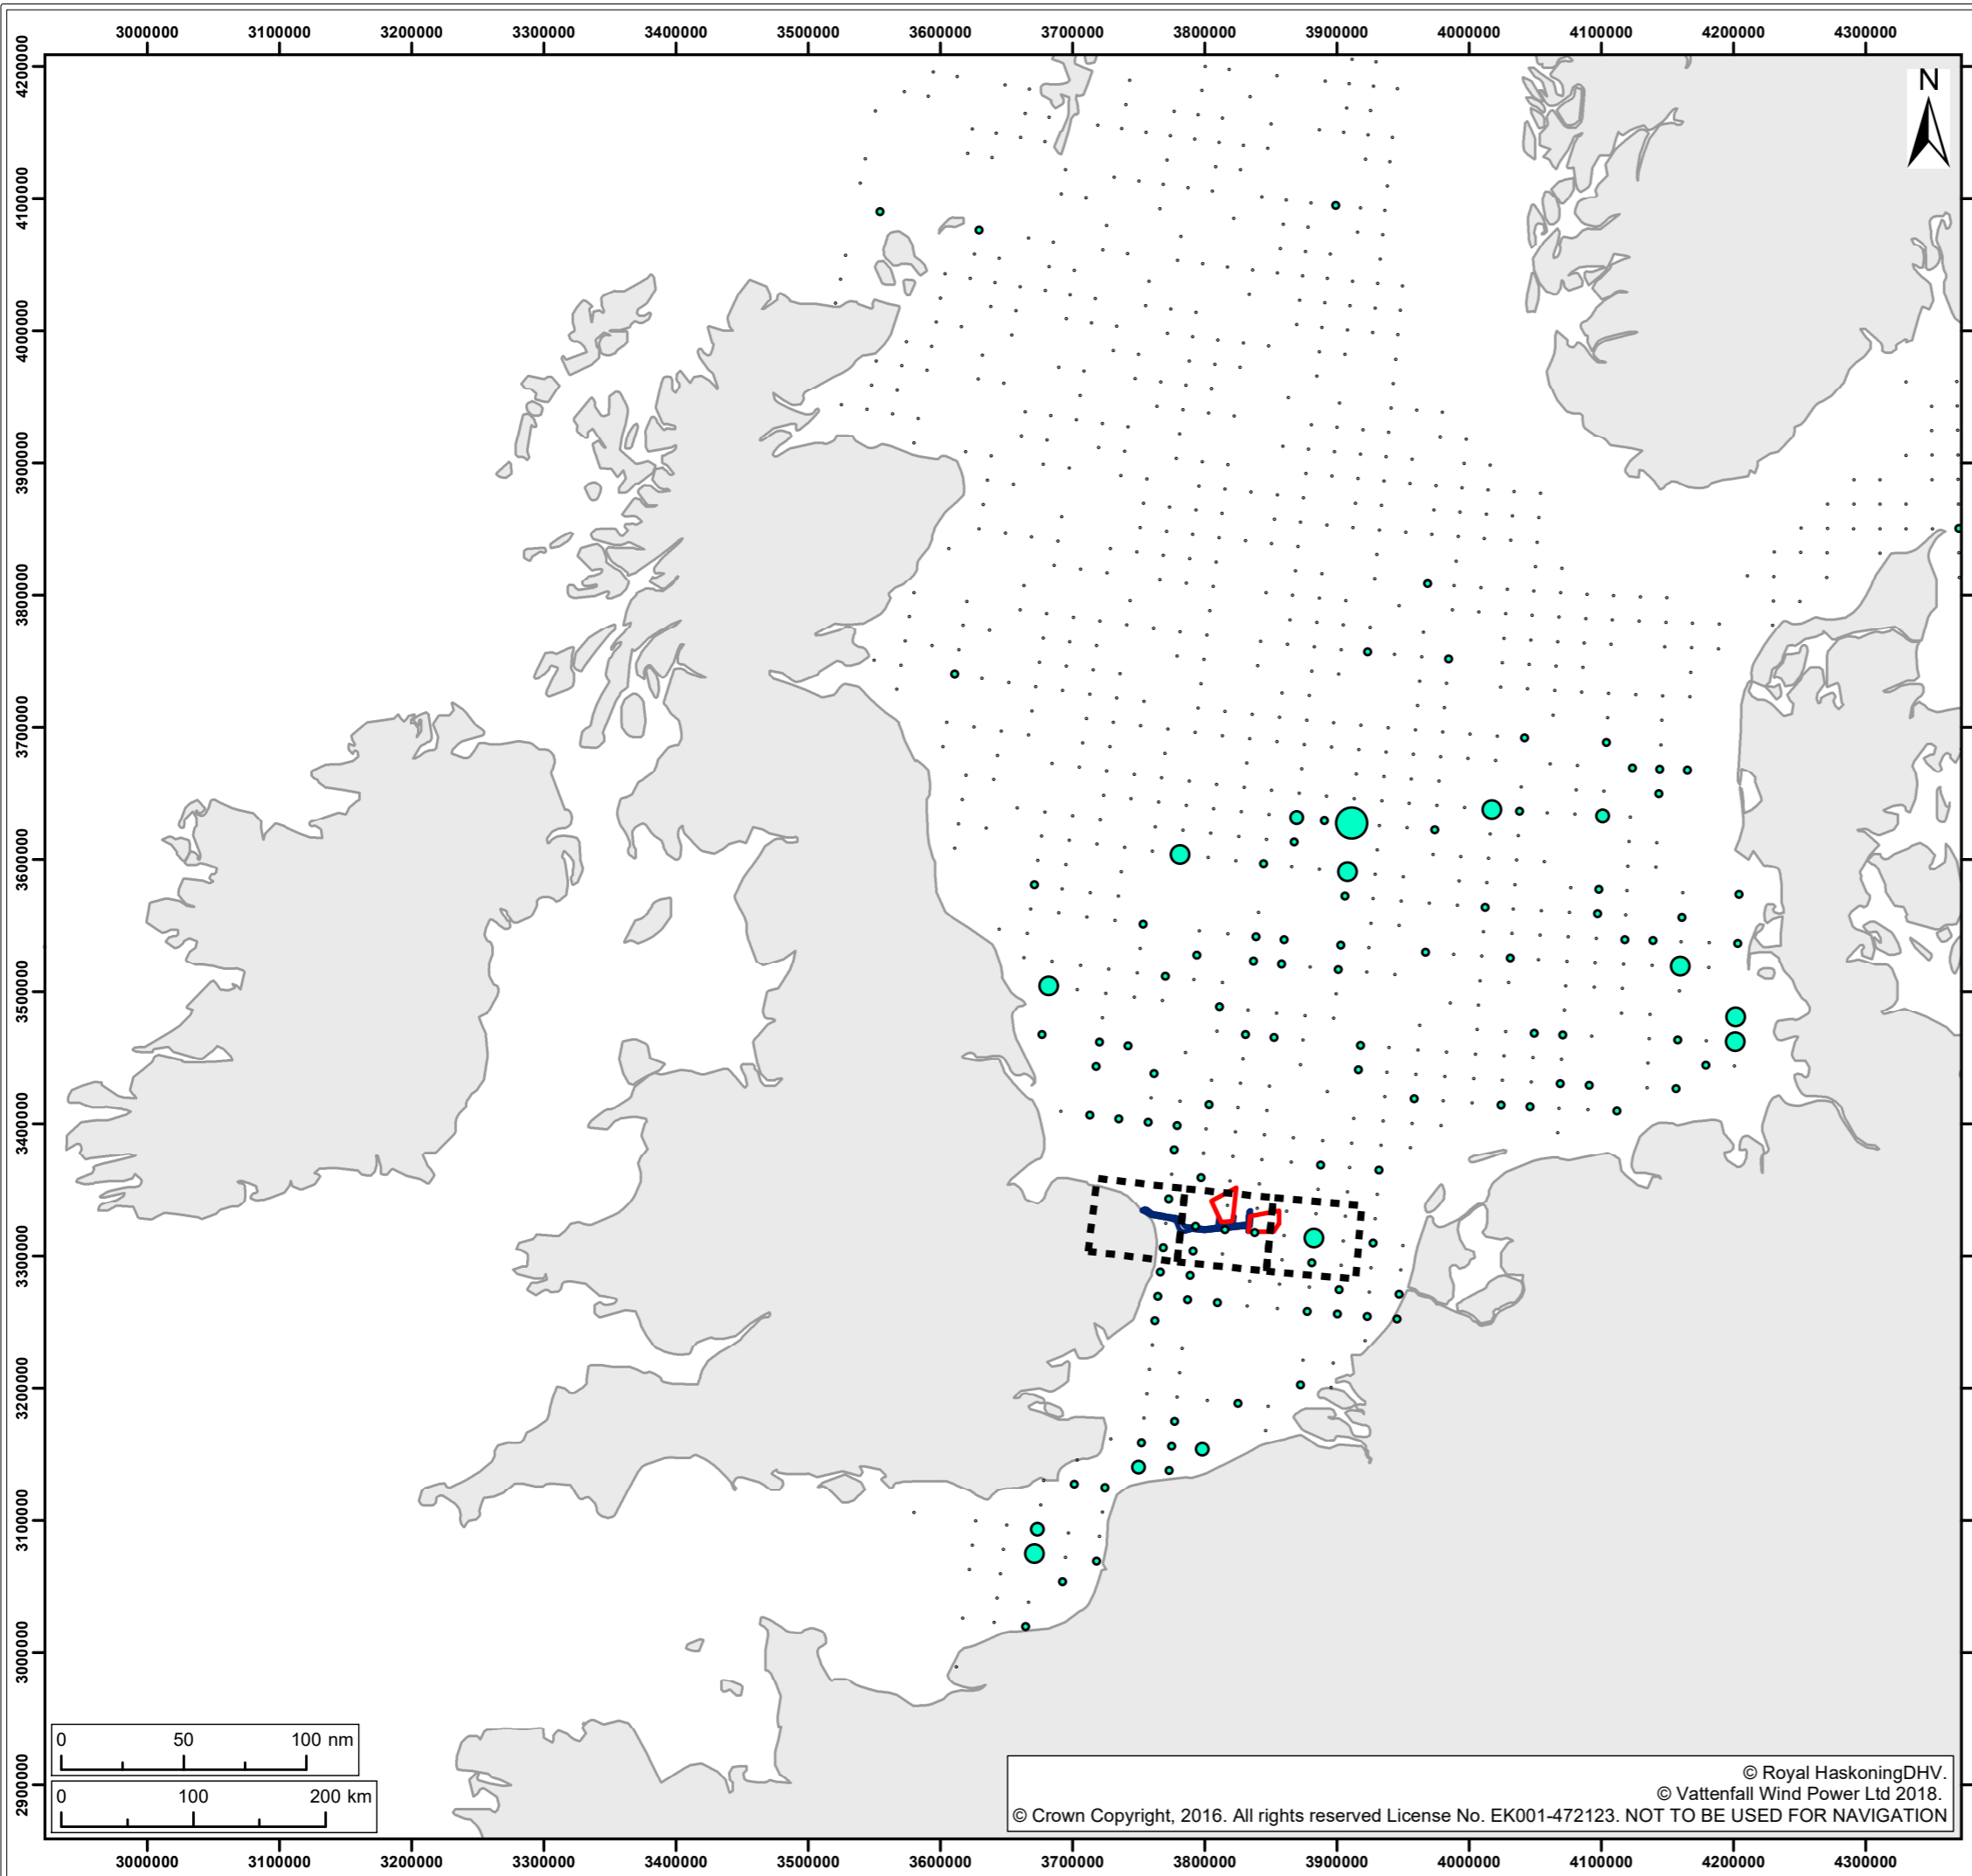 3000000 3100000 3200000 3300000 3400000 3500000 3600000 3700000 3800000 3900000 4000000 4100000 4200000 4300000
N
4200000
4100000
4000000
3900000
3800000
3700000
3600000
3500000
3400000
3300000
3200000
3100000
3000000
2900000
0 50 100 nm
0 100 200 km
© Royal HaskoningDHV.
© Vattenfall Wind Power Ltd 2018.
© Crown Copyright, 2016. All rights reserved License No. EK001-472123. NOT TO BE USED FOR NAVIGATION
3000000 3100000 3200000 3300000 3400000 3500000 3600000 3700000 3800000 3900000 4000000 4100000 4200000 4300000